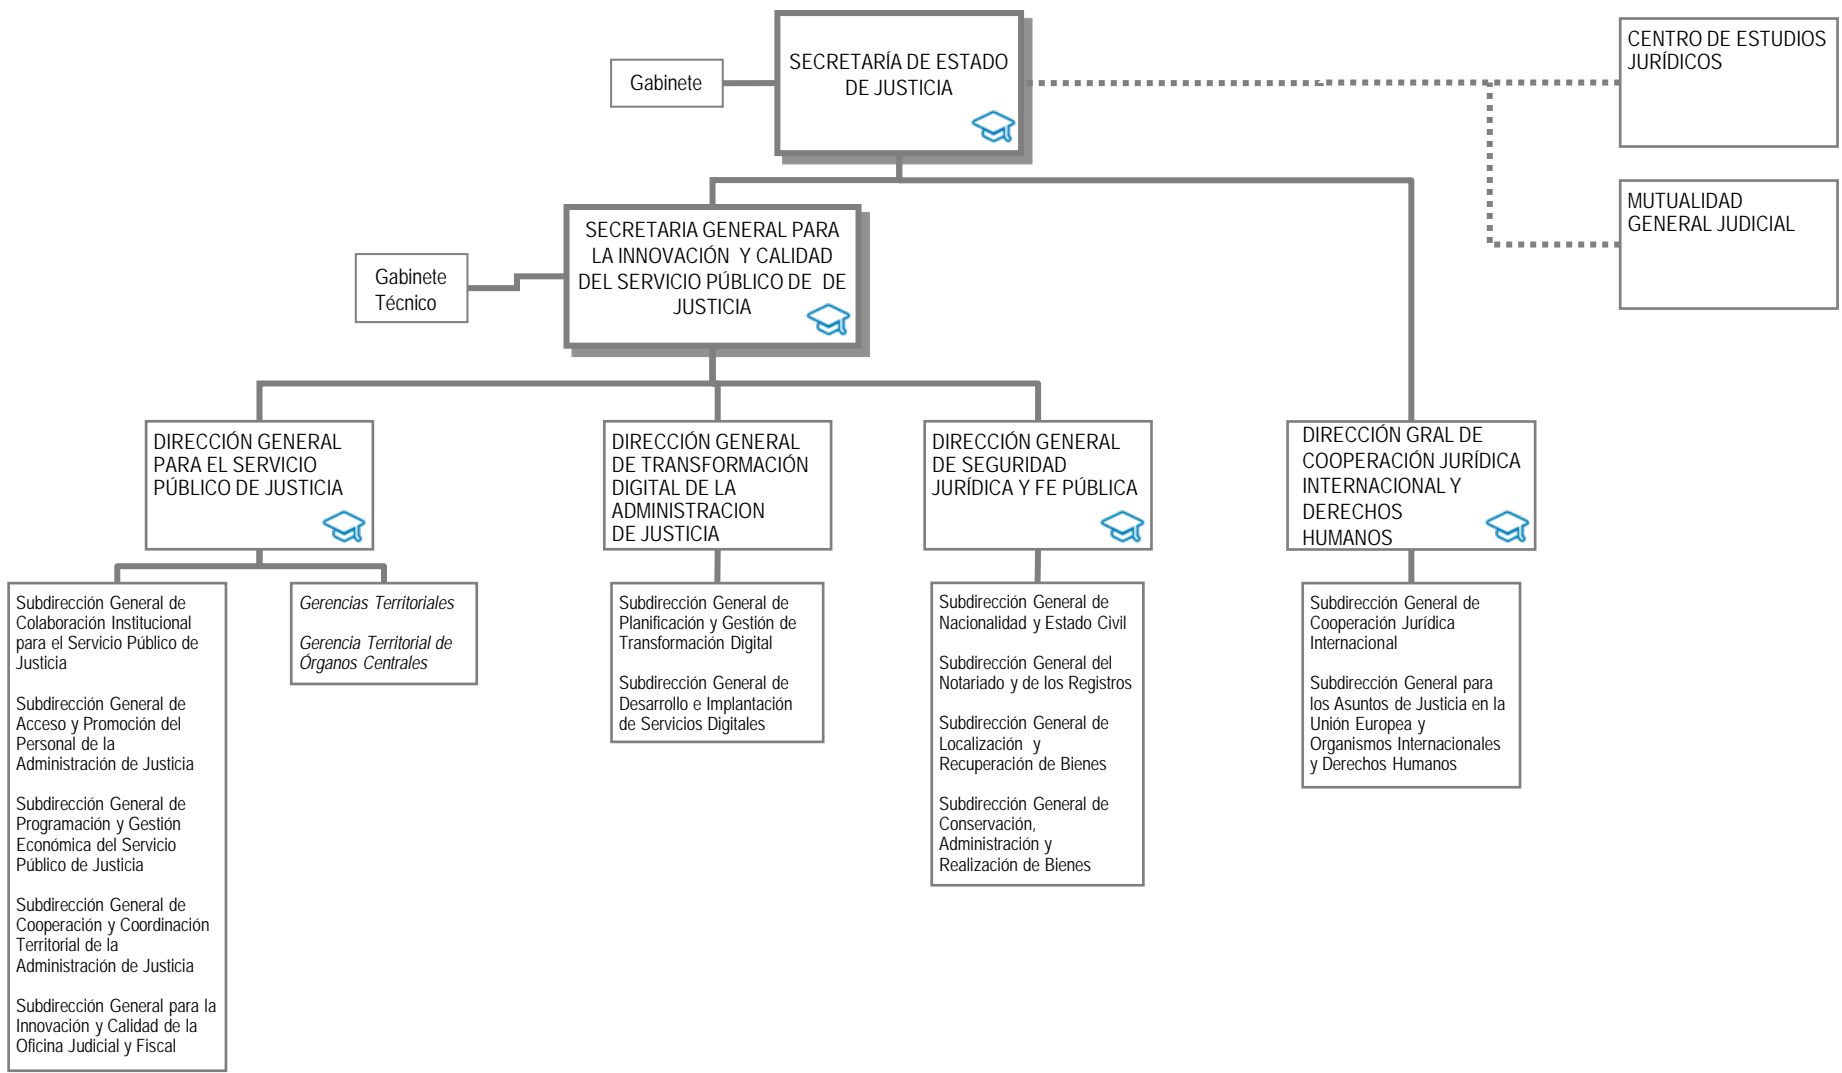 SECRETARÍA DE ESTADO
DE JUSTICIA
Gabinete
CENTRO DE ESTUDIOS
JURÍDICOS
MUTUALIDAD
GENERAL JUDICIAL
SECRETARIA GENERAL PARA
LA INNOVACIÓN Y CALIDAD
DEL SERVICIO PÚBLICO DE DE
JUSTICIA
Gabinete
Técnico
DIRECCIÓN GENERAL
PARA EL SERVICIO
PÚBLICO DE JUSTICIA
DIRECCIÓN GENERAL
DE TRANSFORMACIÓN
DIGITAL DE LA
ADMINISTRACION
DE JUSTICIA
DIRECCIÓN GENERAL
DE SEGURIDAD
JURÍDICA Y FE PÚBLICA
DIRECCIÓN GRAL DE
COOPERACIÓN JURÍDICA
INTERNACIONAL Y
DERECHOS
HUMANOS
Subdirección General de
Colaboración Institucional
para el Servicio Público de
Justicia
Subdirección General de
Acceso y Promoción del
Personal de la
Administración de Justicia
Subdirección General de
Programación y Gestión
Económica del Servicio
Público de Justicia
Subdirección General de
Cooperación y Coordinación
Territorial de la
Administración de Justicia
Subdirección General para la
Innovación y Calidad de la
Oficina Judicial y Fiscal
Gerencias Territoriales
Gerencia Territorial de
Órganos Centrales
Subdirección General de
Planificación y Gestión de
Transformación Digital
Subdirección General de
Desarrollo e Implantación
de Servicios Digitales
Subdirección General de
Nacionalidad y Estado Civil
Subdirección General del
Notariado y de los Registros
Subdirección General de
Localización y
Recuperación de Bienes
Subdirección General de
Conservación,
Administración y
Realización de Bienes
Subdirección General de
Cooperación Jurídica
Internacional
Subdirección General para
los Asuntos de Justicia en la
Unión Europea y
Organismos Internacionales
y Derechos Humanos